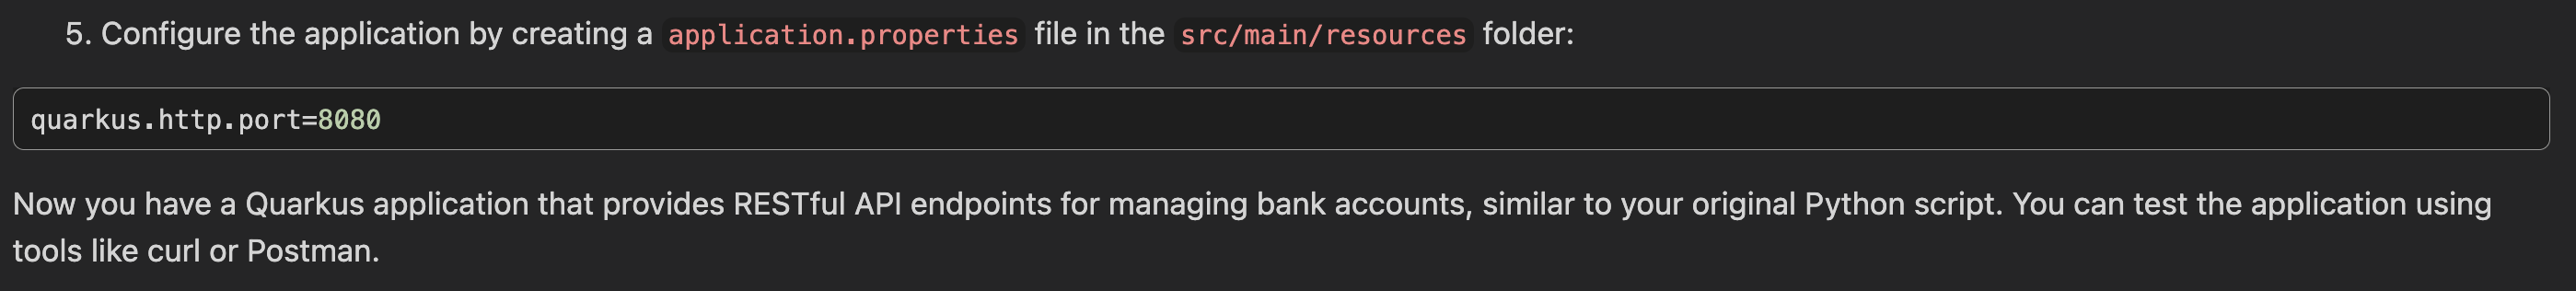 5. Configure the application by creating a application.properties file in the src/main/resources folder:
quarkus.http.port=8080
Now you have a Quarkus application that provides RESTful API endpoints for managing bank accounts, similar to your original Python script. You can test the application using
tools like curl or Postman.